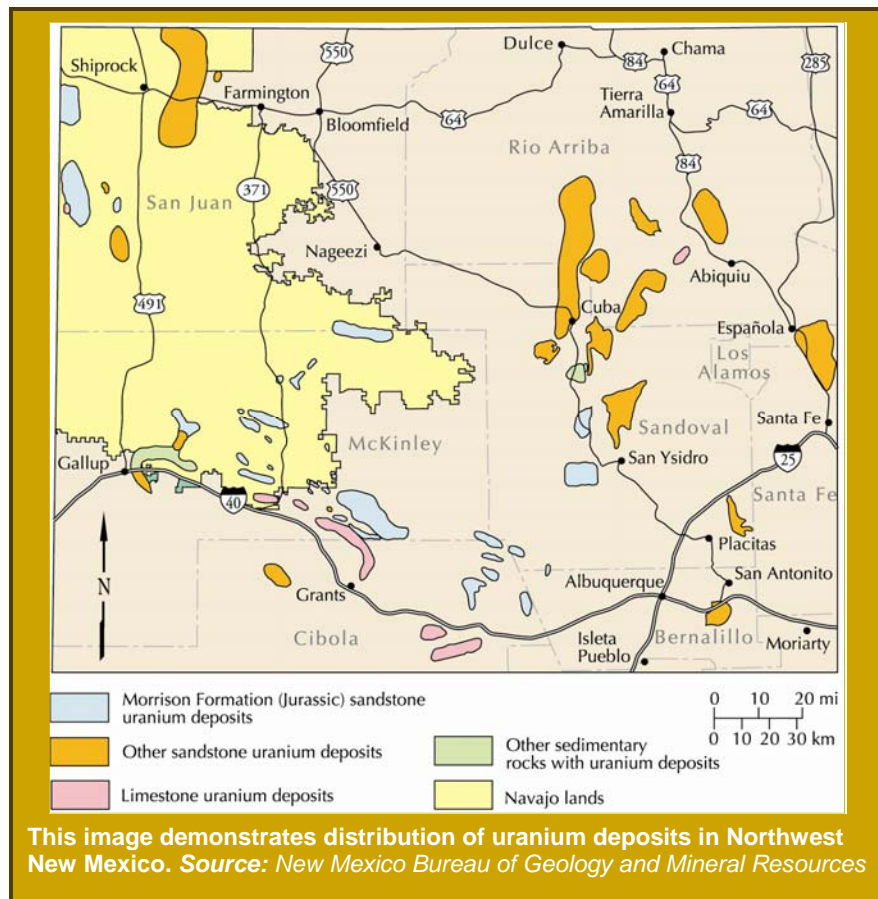 550
Dulce
Chama
84
285
Shiprock
64
Farmington
Tierra
Amarilla
Bloomfield
64
64
Rio Arriba
84
371
550
San Juan
Nageezi
Abiquiu
491
Cuba
Española
Los
Alamos
Santa Fe
McKinley
Sandoval
Gallup
San Ysidro
25
40
Santa Fe
Placitas
N
Albuquerque
San Antonito
Grants
Cibola
Isleta
Pueblo
Bernalillo
Moriarty
Morrison Formation (Jurassic) sandstone
uranium deposits
Other sandstone uranium deposits
Limestone uranium deposits
Other sedimentary
rocks with uranium deposits
Navajo lands
0 10 20 mi
0 10 20 30 km
This image demonstrates distribution of uranium deposits in Northwest
New Mexico. Source: New Mexico Bureau of Geology and Mineral Resources